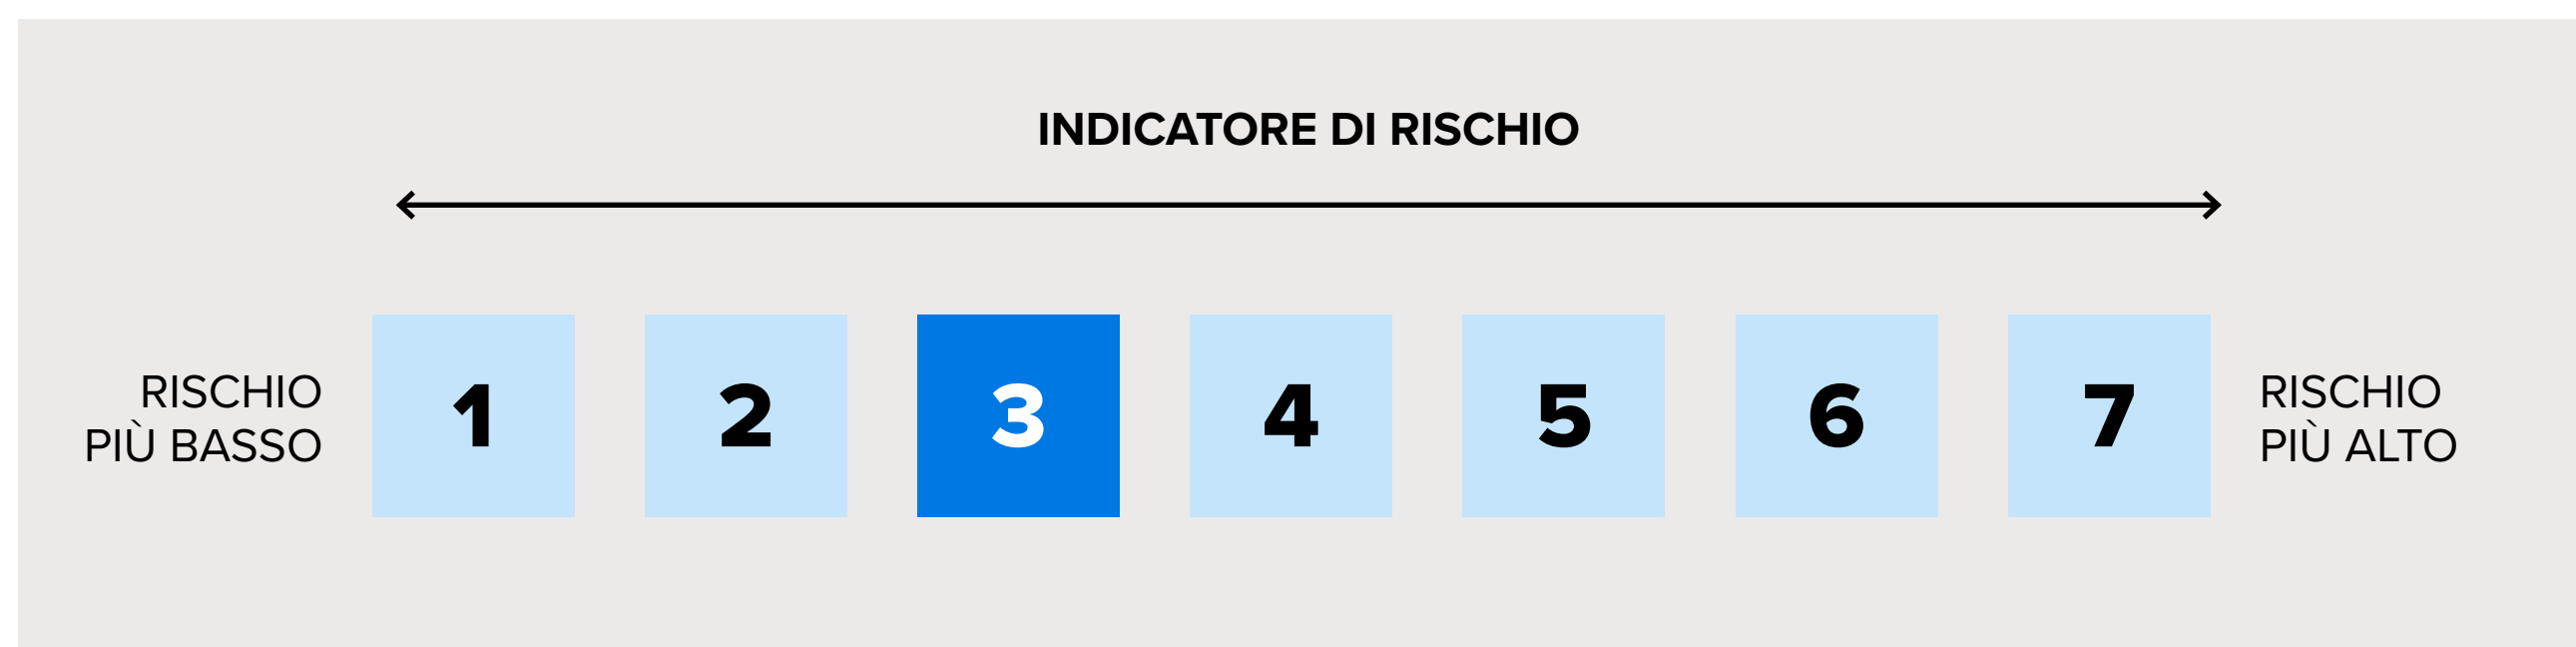 INDICATORE DI RISCHIO
RISCHIO
PIÙ BASSO
1 2 3 4 5 6 7
RISCHIO
PIÙ ALTO